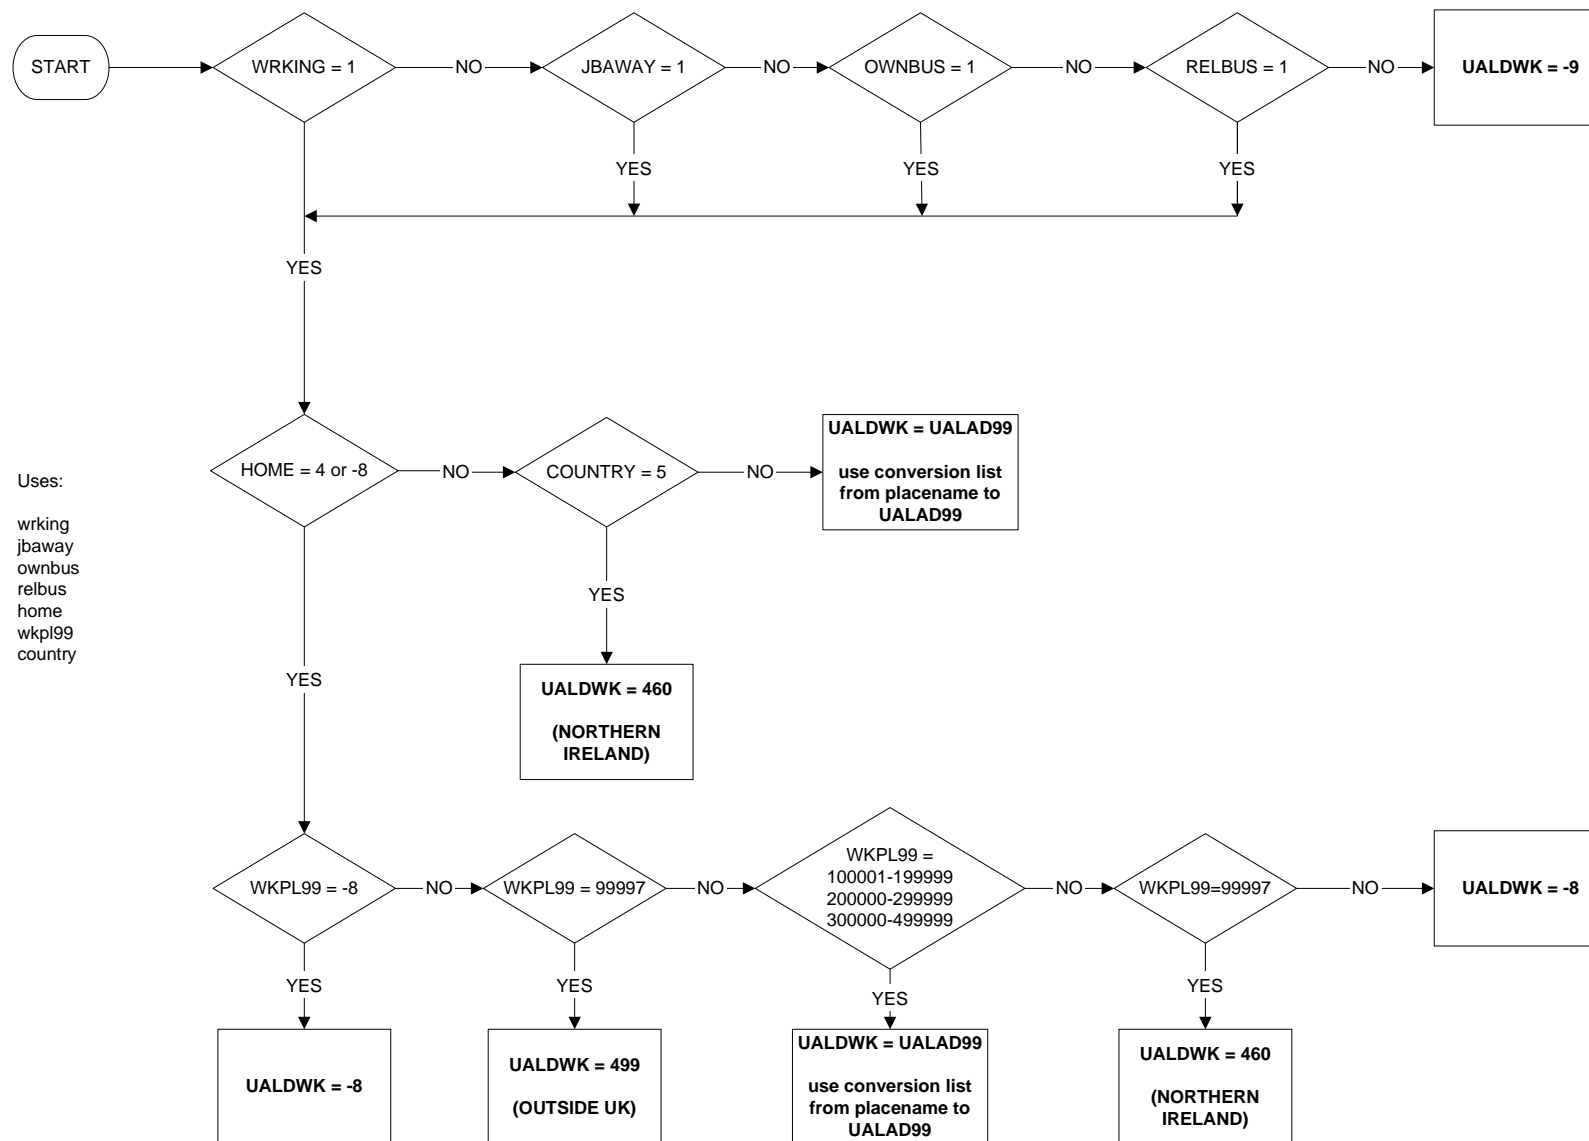 START
WRKING = 1
NO
JBAWAY = 1
NO
OWNBUS = 1
NO
RELBUS = 1
NO
UALDWK = -9
YES
YES
YES
YES
HOME = 4 or -8
NO
COUNTRY = 5
NO
UALDWK = UALAD99
use conversion list
from placename to
UALAD99
Uses:
wrking
jbaway
ownbus
relbus
home
wkpl99
country
YES
YES
UALDWK = 460
(NORTHERN
IRELAND)
WKPL99 = -8
NO
WKPL99 = 99997
NO
WKPL99 =
100001-199999
200000-299999
300000-499999
NO
WKPL99=99997
NO
UALDWK = -8
YES
YES
YES
YES
UALDWK = -8
UALDWK = 499
(OUTSIDE UK)
UALDWK = UALAD99
use conversion list
from placename to
UALAD99
UALDWK = 460
(NORTHERN
IRELAND)